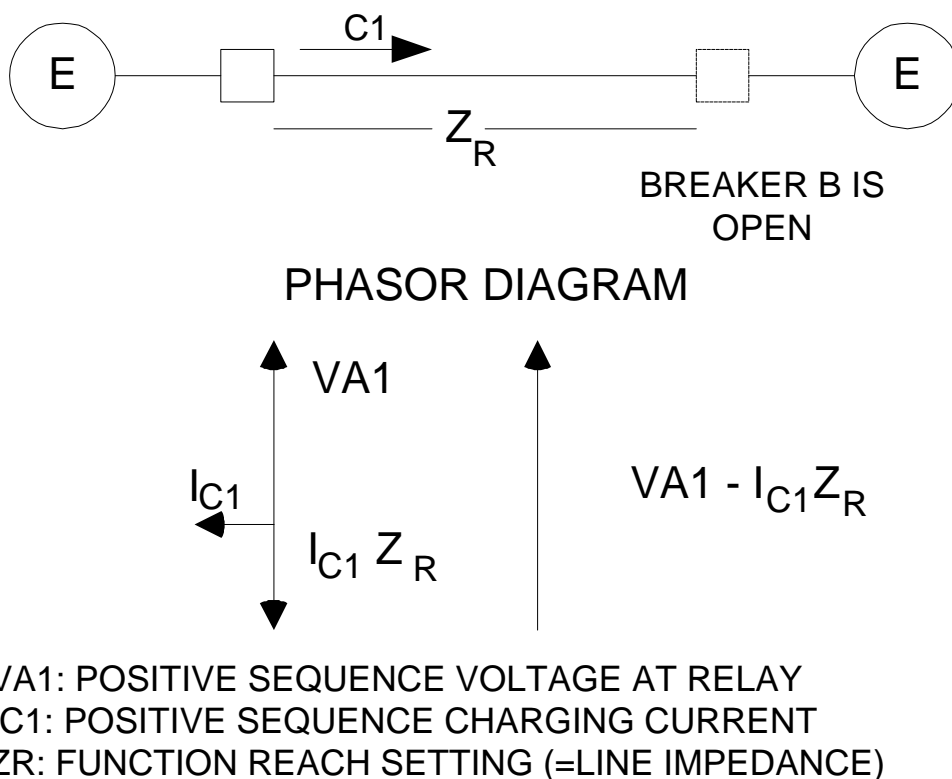 C1
E
E
Z R
BREAKER B IS
OPEN
PHASOR DIAGRAM
VA1
IC1
VA1 - IC1ZR
IC1 Z R
VA1: POSITIVE SEQUENCE VOLTAGE AT RELAY
C1: POSITIVE SEQUENCE CHARGING CURRENT
ZR: FUNCTION REACH SETTING (=LINE IMPEDANCE)